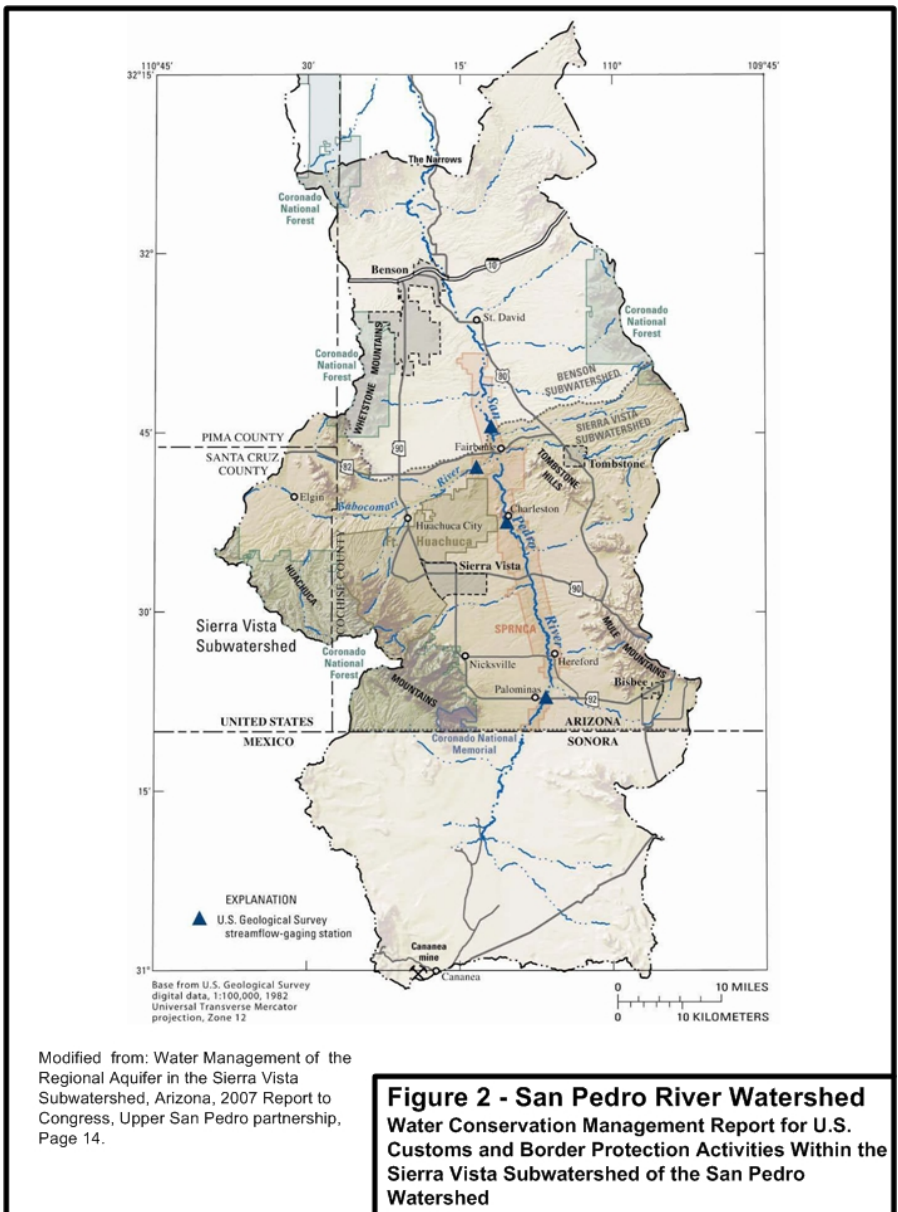 110°45'
30'
15'
110°
109°45'
32°15'
The Narrows
Coronado
National
Forest
32°
Benson
10
St. David
Coronado
National
Forest
WHETSTONE MOUNTAINS
Coronado
National
Forest
80
BENSON
SUBWATERSHED
San
SIERRA VISTA
SUBWATERSHED
45'
PIMA COUNTY
SANTA CRUZ
COUNTY
82
90
Fairbank
TOMBSTONE
HILLS
Tombstone
Elgin
Babocomari River
Charleston
Pedro
Huachuca City
Ft. Huachuca
COCHISE COUNTY
Sierra Vista
90
HUACHUCA
30'
Sierra Vista
Subwatershed
SPRNCA
River
MULE MOUNTAINS
Coronado
National
Forest
Nicksville
Hereford
MOUNTAINS
Palominas
92
Bisbee
UNITED STATES
MEXICO
Coronado National
Memorial
ARIZONA
SONORA
15'
EXPLANATION
U.S. Geological Survey
streamflow-gaging station
Cananea
mine
31°
Cananea
Base from U.S. Geological Survey
digital data, 1:100,000, 1982
Universal Transverse Mercator
projection, Zone 12
0 10 MILES
0 10 KILOMETERS
Modified from: Water Management of the
Regional Aquifer in the Sierra Vista
Subwatershed, Arizona, 2007 Report to
Congress, Upper San Pedro partnership,
Page 14.
Figure 2 - San Pedro River Watershed
Water Conservation Management Report for U.S.
Customs and Border Protection Activities Within the
Sierra Vista Subwatershed of the San Pedro
Watershed